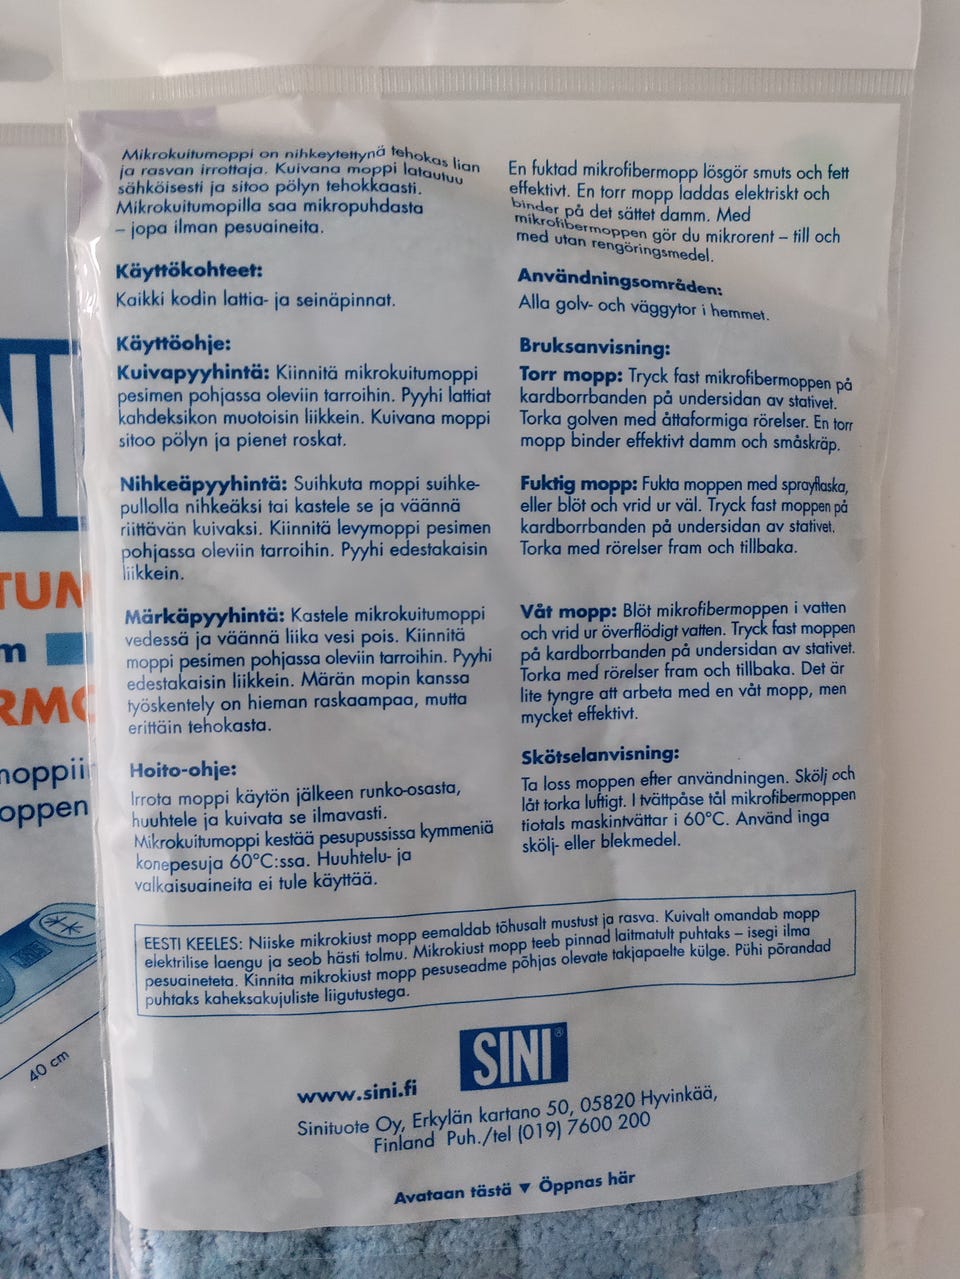 Mikrokuitumoppi on nihkeytettynä tehokas lian
ja rasvan irrottaja. Kuivana moppi latautuu
sähköisesti ja sitoo pölyn tehokkaasti.
Mikrokuitumopilla saa mikropuhdasta
– jopa ilman pesuaineita.
Käyttökohteet:
Kaikki kodin lattia- ja seinäpinnat.
Käyttöohje:
Kuivapyyhintä: Kiinnitä mikrokuitumoppi
pesimen pohjassa oleviin tarroihin. Pyyhi lattiat
kahdeksikon muotoisin liikkein. Kuivana moppi
sitoo pölyn ja pienet roskat.
Nihkeäpyyhintä: Suihkuta moppi suihke-
pullolla nihkeäksi tai kastele se ja väännä
riittävän kuivaksi. Kiinnitä levymoppi pesimen
pohjassa oleviin tarroihin. Pyyhi edestakaisin
liikkein.
Märkäpyyhintä: Kastele mikrokuitumoppi
vedessä ja väännä liika vesi pois. Kiinnitä
moppi pesimen pohjassa oleviin tarroihin. Pyyhi
edestakaisin liikkein. Märän mopin kanssa
työskentely on hieman raskaampaa, mutta
erittäin tehokasta.
Hoito-ohje:
Irrota moppi käytön jälkeen runko-osasta,
huuhtele ja kuivata se ilmavasti.
Mikrokuitumoppi kestää pesupussissa kymmeniä
konepesuja 60°C:ssa. Huuhtelu- ja
valkaisuaineita ei tule käyttää.
En fuktad mikrofibermopp lösgör smuts och fett
effektivt. En torr mopp laddas elektriskt och
binder på det sättet damm. Med
mikrofibermoppen gör du mikrorent – till och
med utan rengöringsmedel.
Användningsområden:
Alla golv- och väggytor i hemmet.
Bruksanvisning:
Torr mopp: Tryck fast mikrofibermoppen på
kardborrbanden på undersidan av stativet.
Torka golven med åttaformiga rörelser. En torr
mopp binder effektivt damm och småskräp.
Fuktig mopp: Fukta moppen med sprayflaska,
eller blöt och vrid ur väl. Tryck fast moppen på
kardborrbanden på undersidan av stativet.
Torka med rörelser fram och tillbaka.
Våt mopp: Blöt mikrofibermoppen i vatten
och vrid ur överflödigt vatten. Tryck fast moppen
på kardborrbanden på undersidan av stativet.
Torka med rörelser fram och tillbaka. Det är
lite tyngre att arbeta med en våt mopp, men
mycket effektivt.
Skötselanvisning:
Ta loss moppen efter användningen. Skölj och
låt torka luftigt. I tvättpåse tål mikrofibermoppen
tiotals maskintvättar i 60°C. Använd inga
skölj- eller blekmedel.
EESTI KEELES: Niiske mikrokiust mopp eemaldab tõhusalt mustust ja rasva. Kuivalt omandab mopp
elektrilise laengu ja seob hästi tolmu. Mikrokiust mopp teeb pinnad laitmatult puhtaks – isegi ilma
pesuaineteta. Kinnita mikrokiust mopp pesuseadme põhjas olevate takjapaelte külge. Pühi põrandad
puhtaks kaheksakujuliste liigutustega.
SINI®
www.sini.fi
Sinituote Oy, Erkylän kartano 50, 05820 Hyvinkää,
Finland Puh./tel (019) 7600 200
Avataan tästä ▼ Öppnas här
40 cm